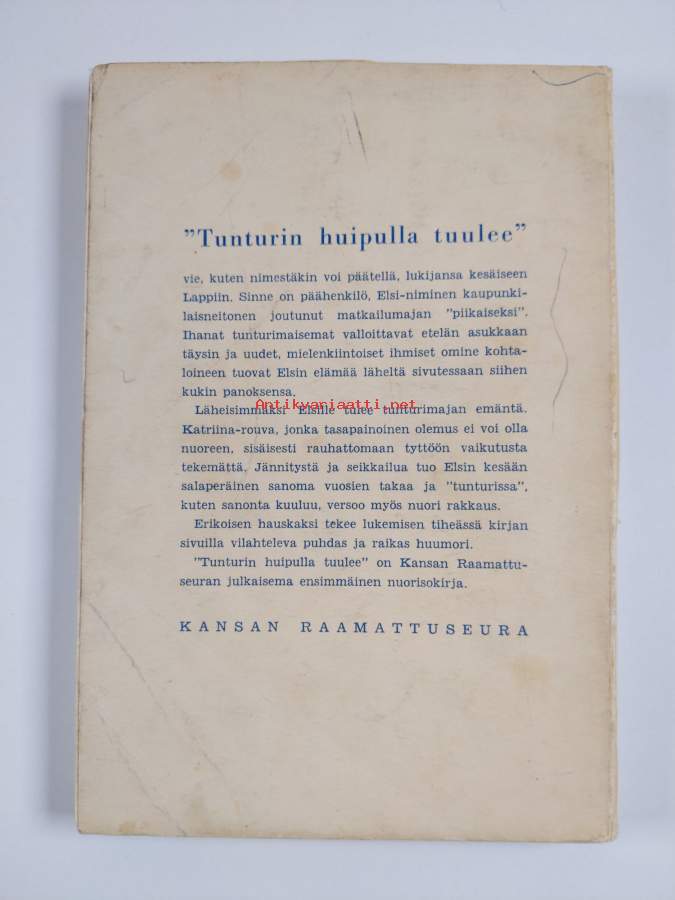 "Tunturin huipulla tuulee"
vie, kuten nimestäkin voi päätellä, lukijansa kesäiseen
Lappiin. Sinne on päähenkilö, Elsi-niminen kaupunki-
laisneitonen joutunut matkailumajan "piikaiseksi".
Ihanat tunturimaisemat valloittavat etelän asukkaan
täysin ja uudet, mielenkiintoiset ihmiset omine kohta-
loineen tuovat Elsin elämää läheltä sivutessaan siihen
kukin panoksensa.
Antikvariaatti.net
Läheisimmäksi Elsille tulee tunturimajan emäntä.
Katriina-rouva, jonka tasapainoinen olemus ei voi olla
nuoreen, sisäisesti rauhattomaan tyttöön vaikutusta
tekemättä. Jännitystä ja seikkailua tuo Elsin kesään
salaperäinen sanoma vuosien takaa ja "tunturissa",
kuten sanonta kuuluu, versoo myös nuori rakkaus.
Erikoisen hauskaksi tekee lukemisen tiheässä kirjan
sivuilla vilahteleva puhdas ja raikas huumori.
"Tunturin huipulla tuulee" on Kansan Raamattu-
seuran julkaisema ensimmäinen nuorisokirja.
KANSAN RAAMATTUSEURA